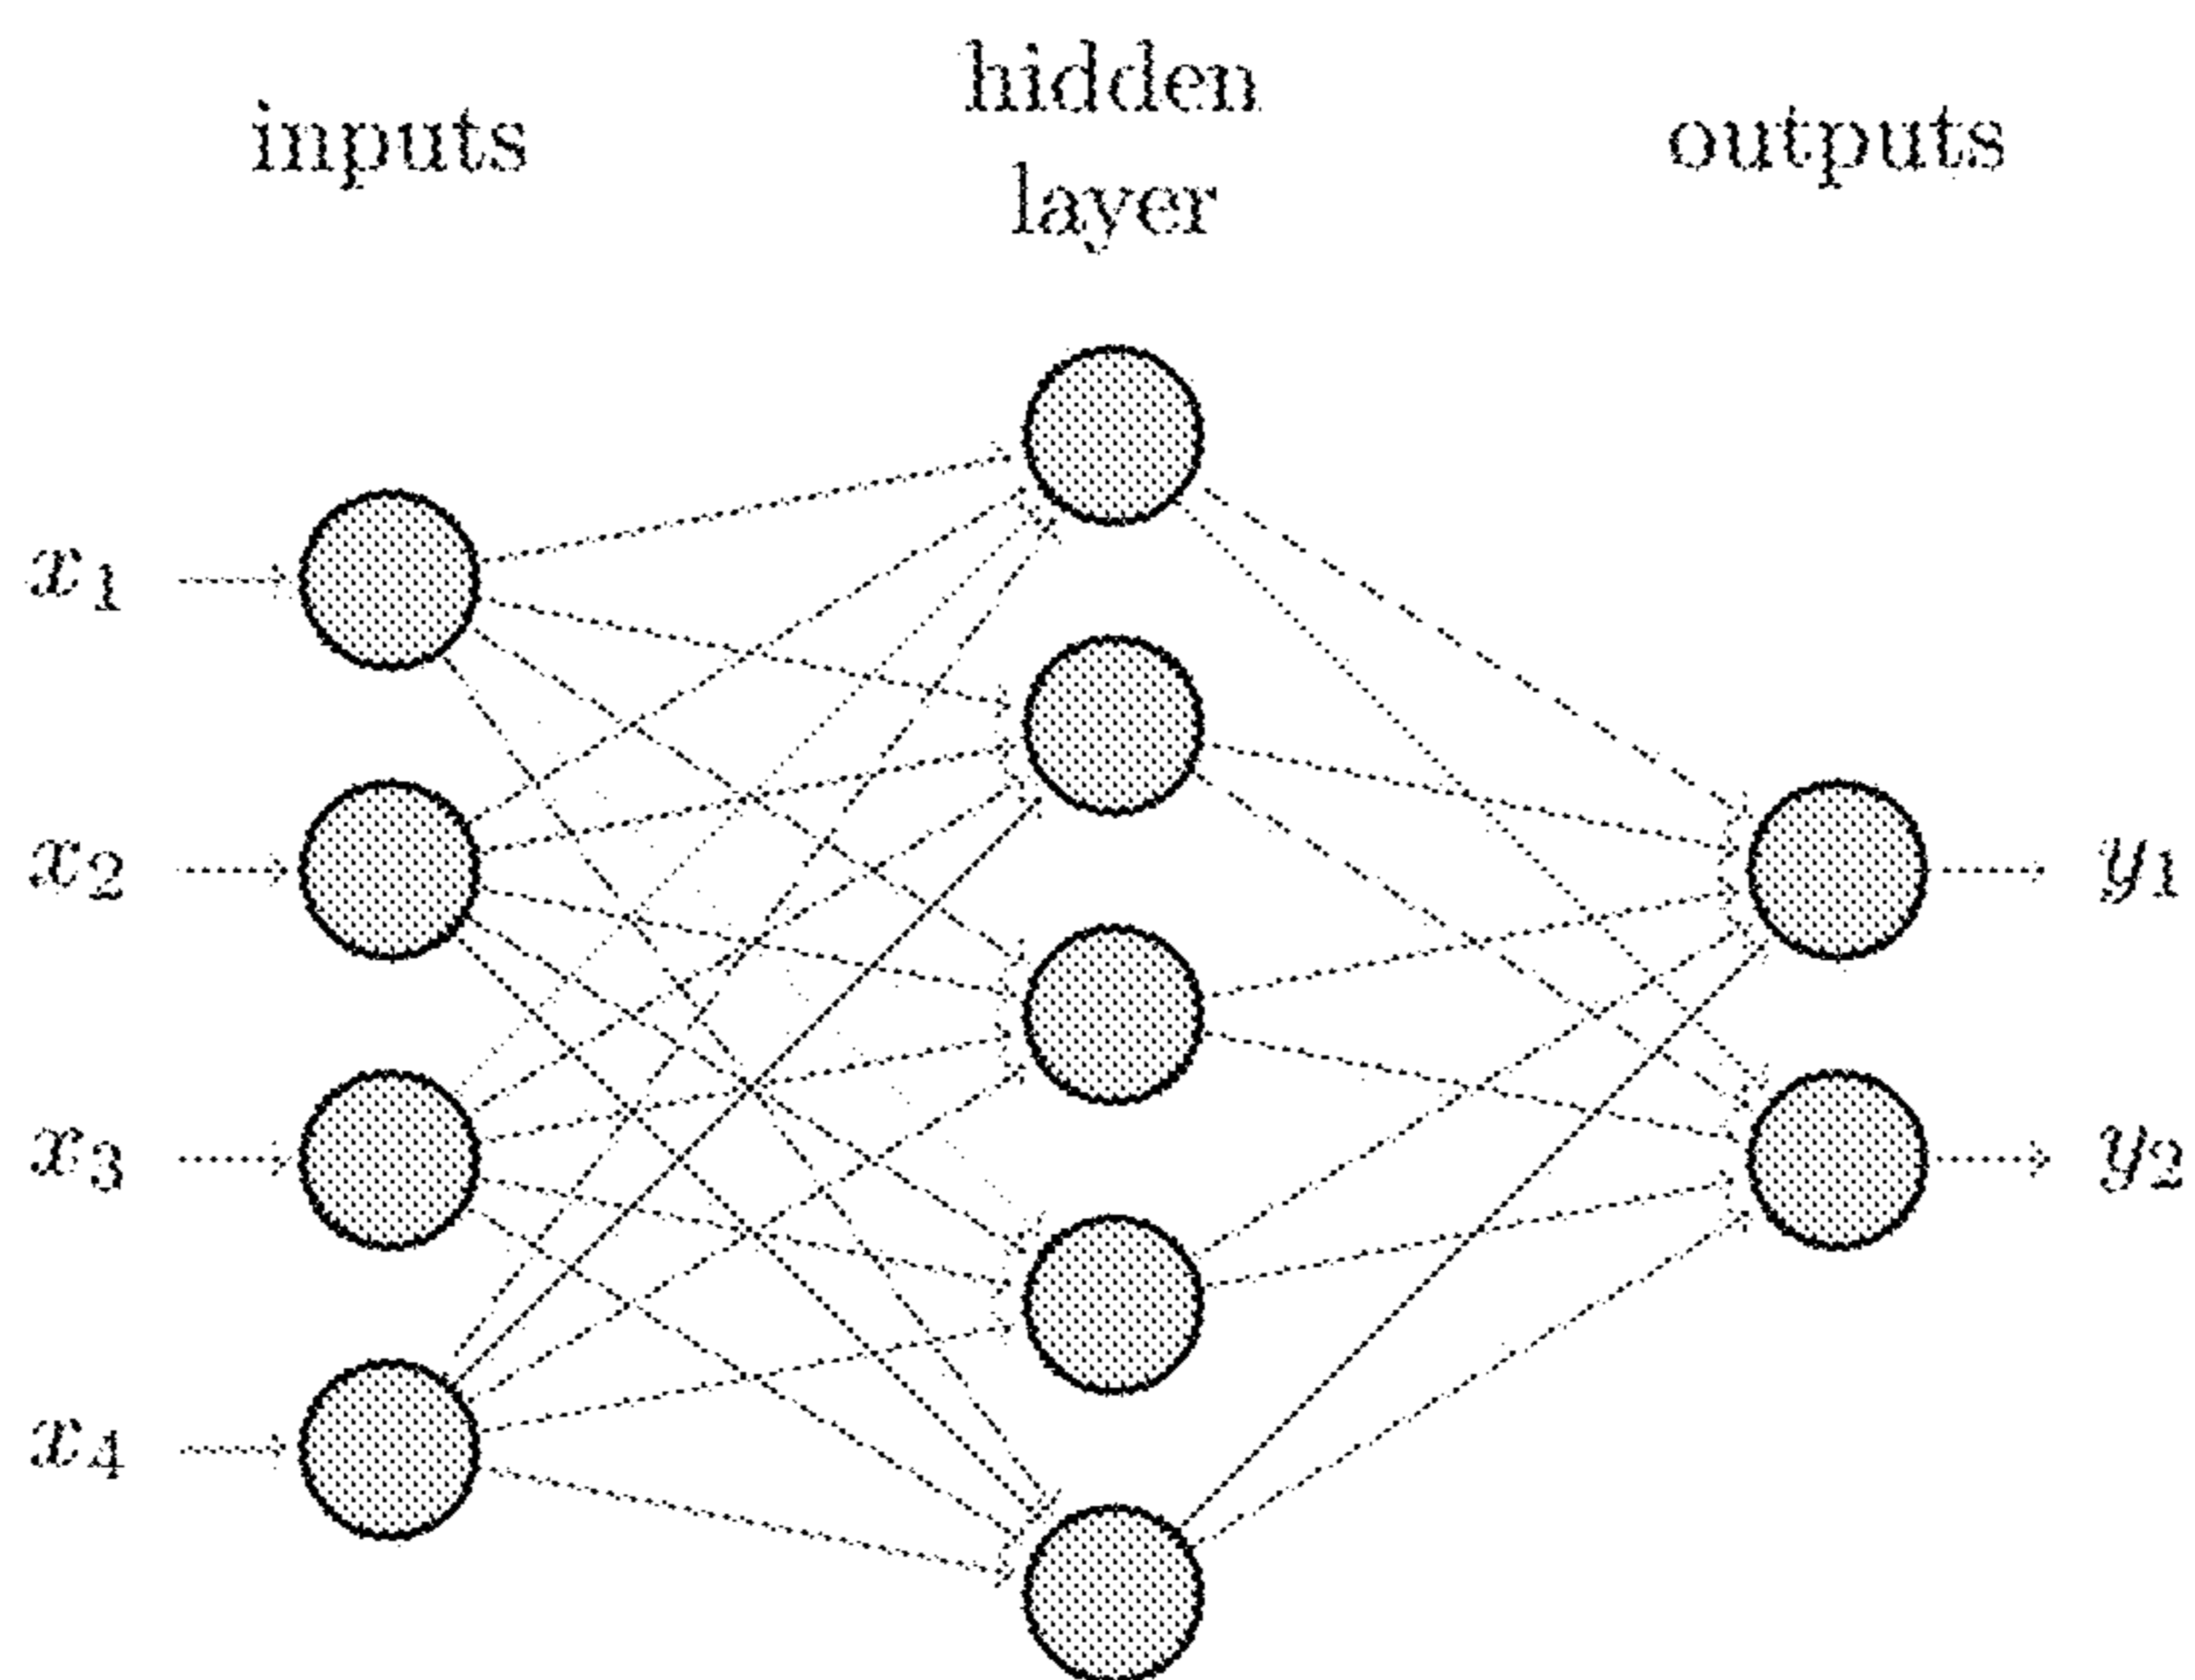 inputs
hidden
layer
outputs
x1
x2
x3
x4
y1
y2